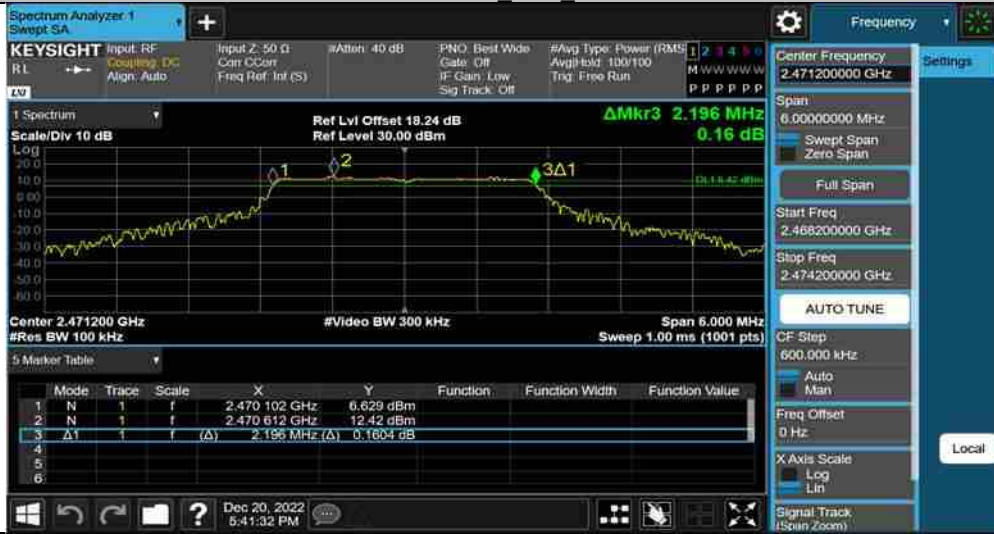 Spectrum Analyzer 1
Swept SA
Frequency
KEYSIGHT
RL
LXI
Input: RF
Coupling: DC
Align: Auto
Input Z: 50 Ω
Corr CCorr
Freq Ref: Int (S)
#Atten: 40 dB
PNO: Best Wide
Gate: Off
IF Gain: Low
Sig Track: Off
#Avg Type: Power (RMS
Avg|Hold: 100/100
Trig: Free Run
1 2 3 4 5 6
M W W W W W
P P P P P P
Center Frequency
2.471200000 GHz
Settings
Span
6.00000000 MHz
Swept Span
Zero Span
Full Span
Start Freq
2.468200000 GHz
Stop Freq
2.474200000 GHz
AUTO TUNE
CF Step
600.000 kHz
Auto
Man
Freq Offset
0 Hz
X Axis Scale
Log
Lin
Signal Track
(Span Zoom)
Local
1 Spectrum
Scale/Div 10 dB
Ref Lvl Offset 18.24 dB
Ref Level 30.00 dBm
ΔMkr3 2.196 MHz
0.16 dB
Log
20.0
10.0
0.00
-10.0
-20.0
-30.0
-40.0
-50.0
-60.0
1
2
3Δ1
DL1 6.42 dBm
Center 2.471200 GHz
#Video BW 300 kHz
Span 6.000 MHz
#Res BW 100 kHz
Sweep 1.00 ms (1001 pts)
5 Marker Table
Mode Trace Scale X Y Function Function Width Function Value
1 N 1 f 2.470 102 GHz 6.629 dBm
2 N 1 f 2.470 612 GHz 12.42 dBm
3 Δ1 1 f (Δ) 2.196 MHz (Δ) 0.1604 dB
4
5
6
?
Dec 20, 2022
5:41:32 PM